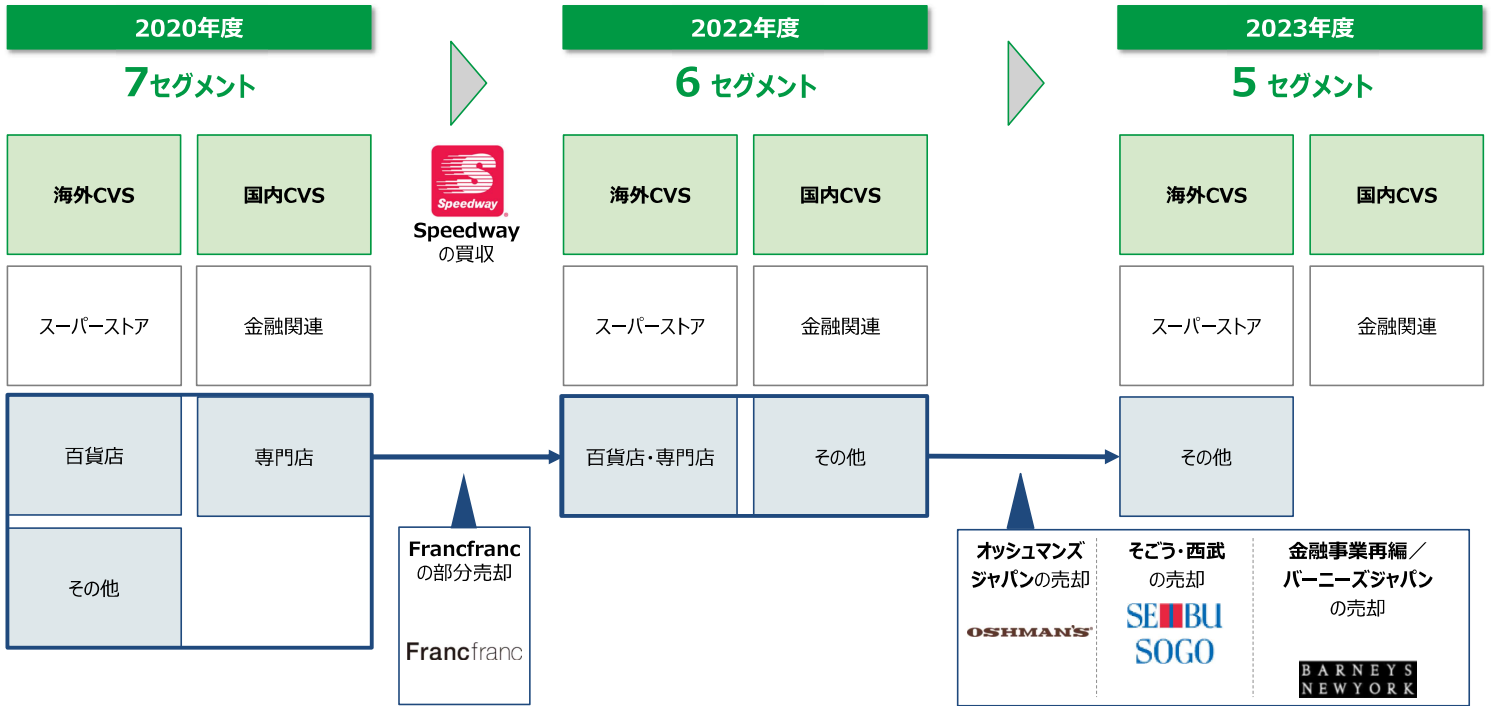 2020年度
7セグメント
海外CVS
国内CVS
スーパーストア
金融関連
百貨店
専門店
その他
Speedway
Speedway
の買収
Francfranc
の部分売却
Francfranc
2022年度
6 セグメント
海外CVS
国内CVS
スーパーストア
金融関連
百貨店・専門店
その他
オッシュマンズ
ジャパンの売却
OSHMAN'S
そごう・西武
の売却
SEIBU
SOGO
金融事業再編／
バーニーズジャパン
の売却
BARNEYS
NEWYORK
2023年度
5 セグメント
海外CVS
国内CVS
スーパーストア
金融関連
その他